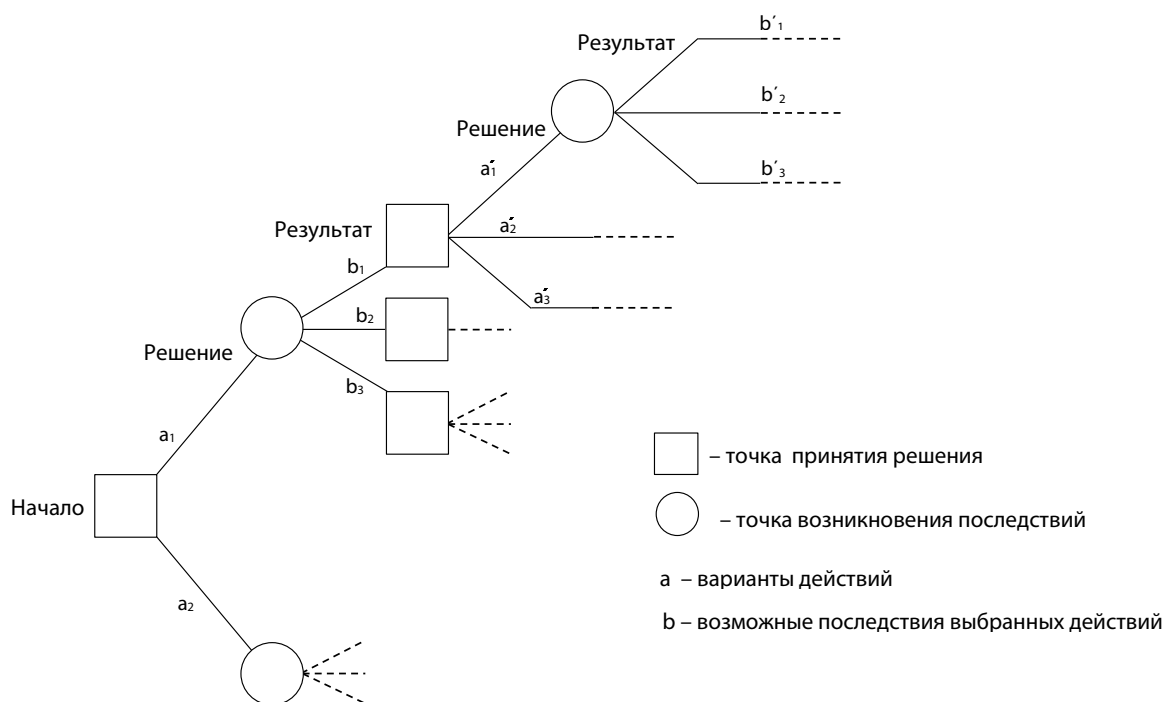 b′1
Результат
b′2
Решение
b′3
a′1
Результат
a′2
b1
a′3
b2
Решение
b3
a1
– точка принятия решения
Начало
– точка возникновения последствий
a – варианты действий
a2
b – возможные последствия выбранных действий